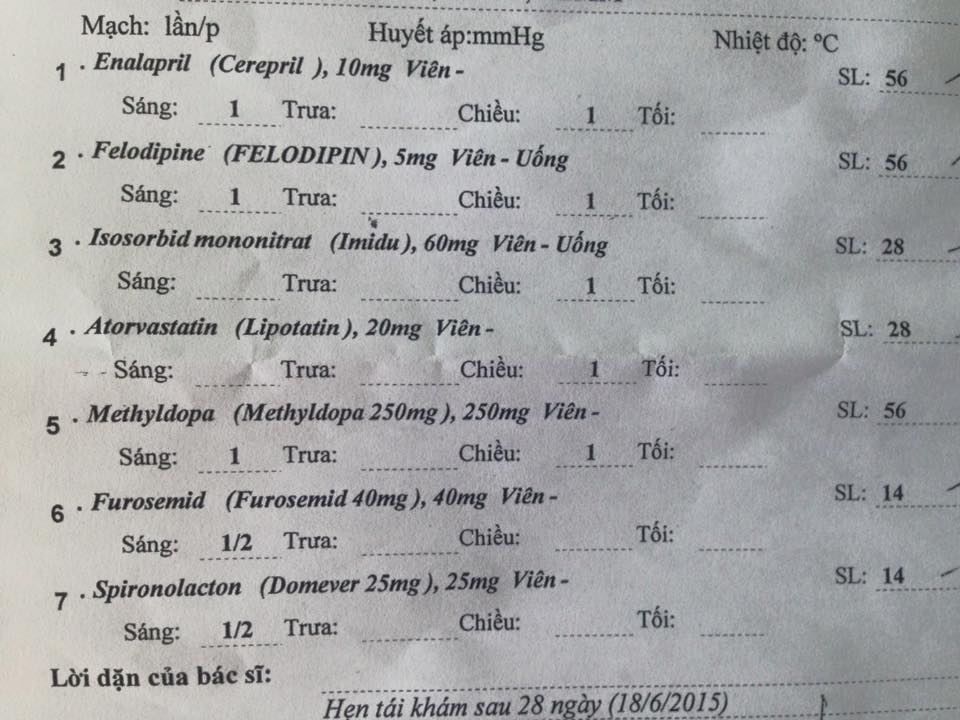 Mạch: lần/p Huyết áp:mmHg Nhiệt độ: ºC
1 . Enalapril (Cerepril ), 10mg Viên - SL: 56
Sáng: 1 Trưa: Chiều: 1 Tối:
2 . Felodipine (FELODIPIN), 5mg Viên - Uống SL: 56
Sáng: 1 Trưa: Chiều: 1 Tối:
3 . Isosorbid mononitrat (Imidu), 60mg Viên - Uống SL: 28
Sáng: Trưa: Chiều: 1 Tối:
4 . Atorvastatin (Lipotatin), 20mg Viên - SL: 28
Sáng: Trưa: Chiều: 1 Tối:
5 . Methyldopa (Methyldopa 250mg ), 250mg Viên - SL: 56
Sáng: 1 Trưa: Chiều: 1 Tối:
6 . Furosemid (Furosemid 40mg ), 40mg Viên - SL: 14
Sáng: 1/2 Trưa: Chiều: Tối:
7 . Spironolacton (Domever 25mg ), 25mg Viên - SL: 14
Sáng: 1/2 Trưa: Chiều: Tối:
Lời dặn của bác sĩ:
Hẹn tái khám sau 28 ngày (18/6/2015)